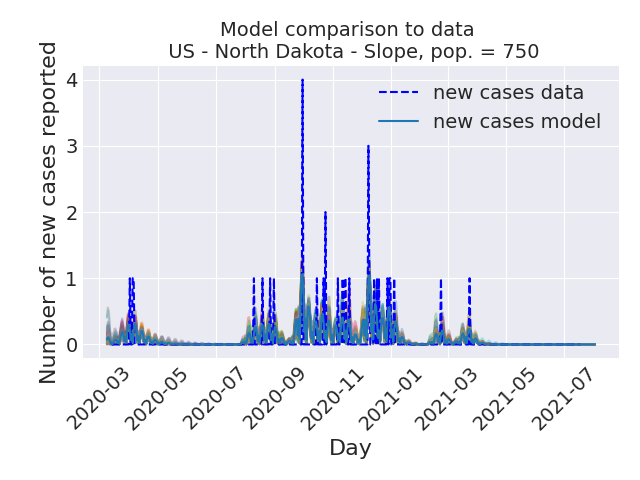 Model comparison to data
US - North Dakota - Slope, pop. = 750
Number of new cases reported
4
3
2
1
0
new cases data
new cases model
2020-03
2020-05
2020-07
2020-09
2020-11
2021-01
2021-03
2021-05
2021-07
Day